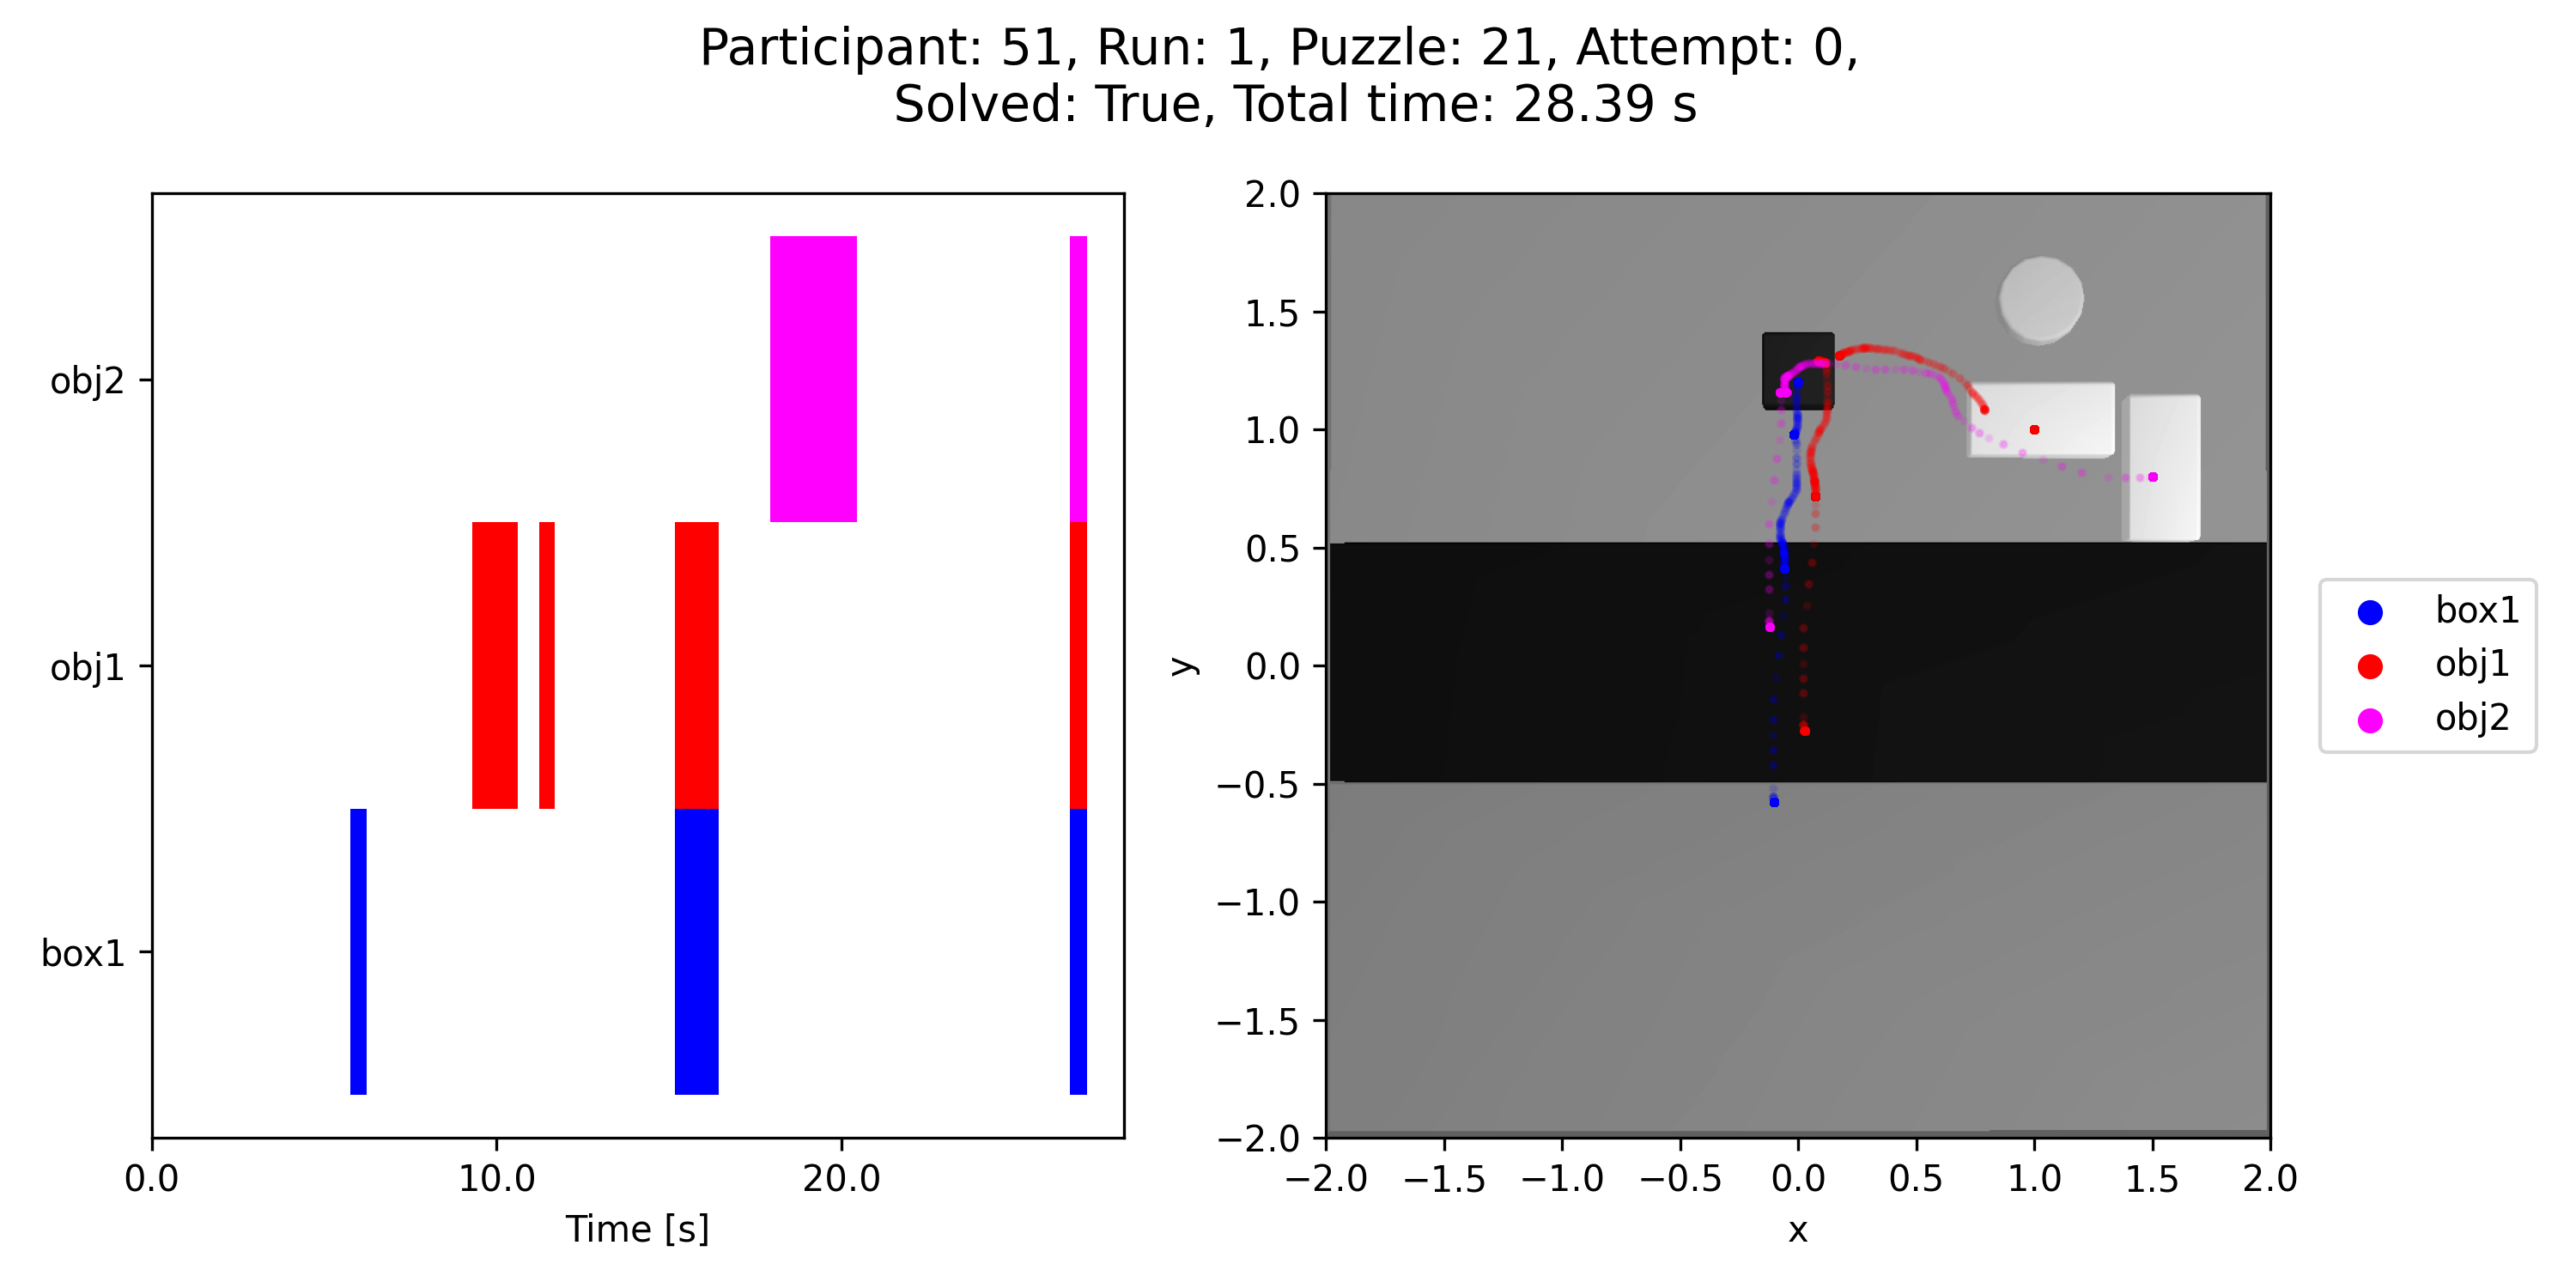 Participant: 51, Run: 1, Puzzle: 21, Attempt: 0,
Solved: True, Total time: 28.39 s
obj2
obj1
box1
0.0 10.0 20.0
Time [s]
2.0
1.5
1.0
0.5
0.0
−0.5
−1.0
−1.5
−2.0
y
−2.0 −1.5 −1.0 −0.5 0.0 0.5 1.0 1.5 2.0
x
box1
obj1
obj2